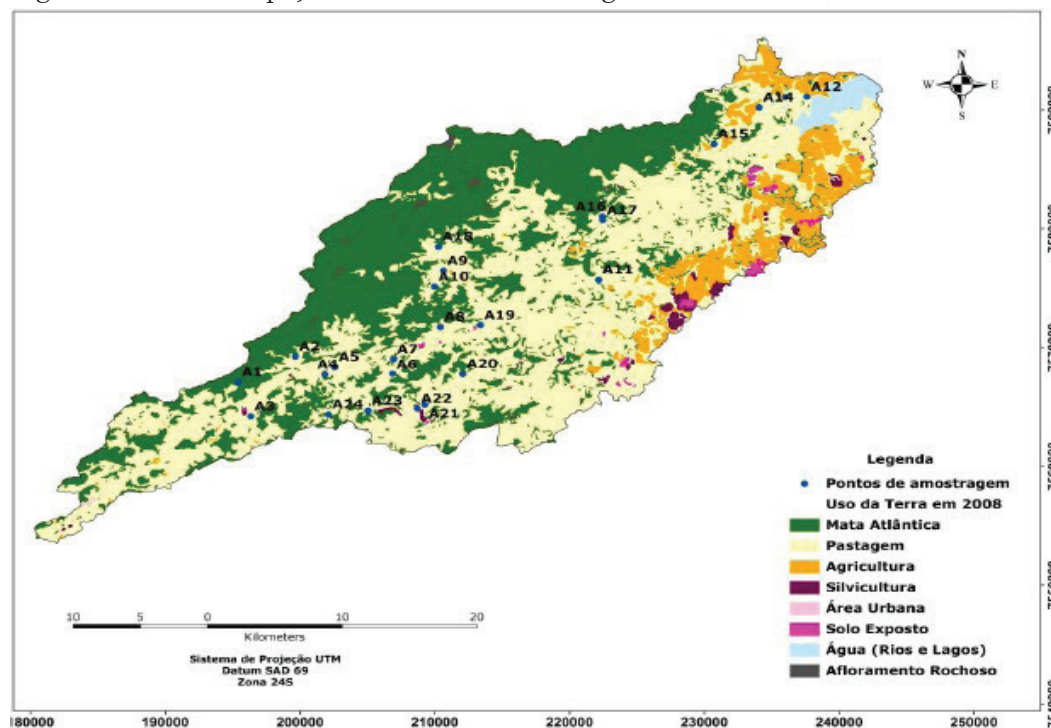 N
W E
S
A12
A14
A15
A16
A17
A18
A9
A10
A11
A8
A19
A2
A5
A4
A7
A6
A20
A1
A3
A24
A23
A22
A21
7570000
Legenda
Pontos de amostragem
Uso da Terra em 2008
Mata Atlântica
Pastagem
Agricultura
Silvicultura
Área Urbana
Solo Exposto
Água (Rios e Lagos)
Afloramento Rochoso
10 5 0 10 20
Kilometers
Sistema de Projeção UTM
Datum SAD 69
Zona 24S
180000 190000 200000 210000 220000 230000 240000 250000